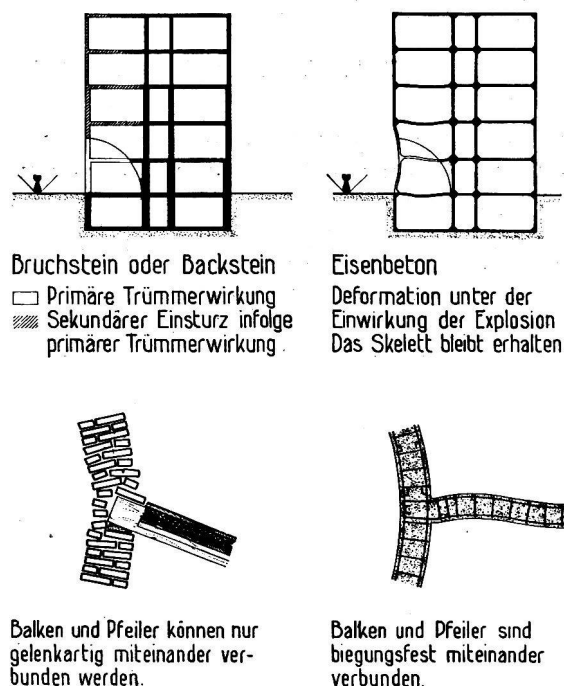 Bruchstein oder Backstein
Primäre Trümmerwirkung
Sekundärer Einsturz infolge
primärer Trümmerwirkung.
Eisenbeton
Deformation unter der
Einwirkung der Explosion
Das Skelett bleibt erhalten
Balken und Pfeiler können nur
gelenkartig miteinander ver-
bunden werden.
Balken und Pfeiler sind
biegungsfest miteinander
verbunden.